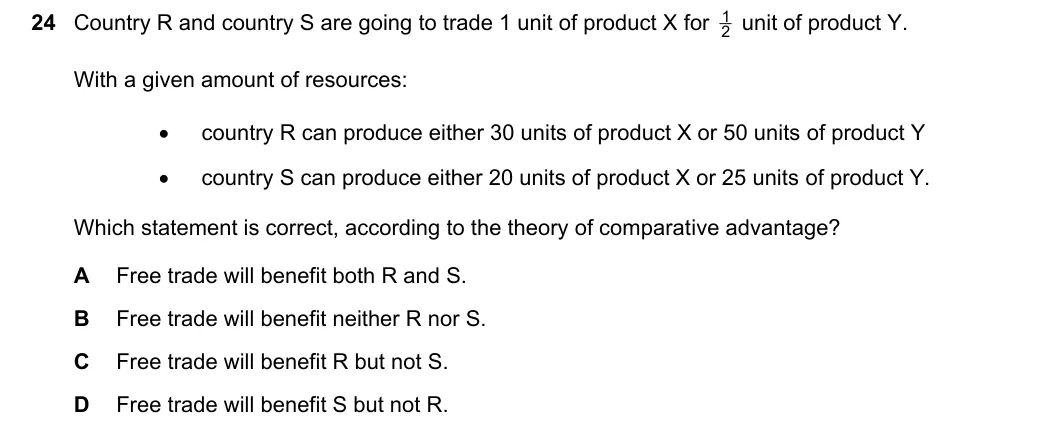 24 Country R and country S are going to trade 1 unit of product X for ½ unit of product Y.
With a given amount of resources:
• country R can produce either 30 units of product X or 50 units of product Y
• country S can produce either 20 units of product X or 25 units of product Y.
Which statement is correct, according to the theory of comparative advantage?
A Free trade will benefit both R and S.
B Free trade will benefit neither R nor S.
C Free trade will benefit R but not S.
D Free trade will benefit S but not R.